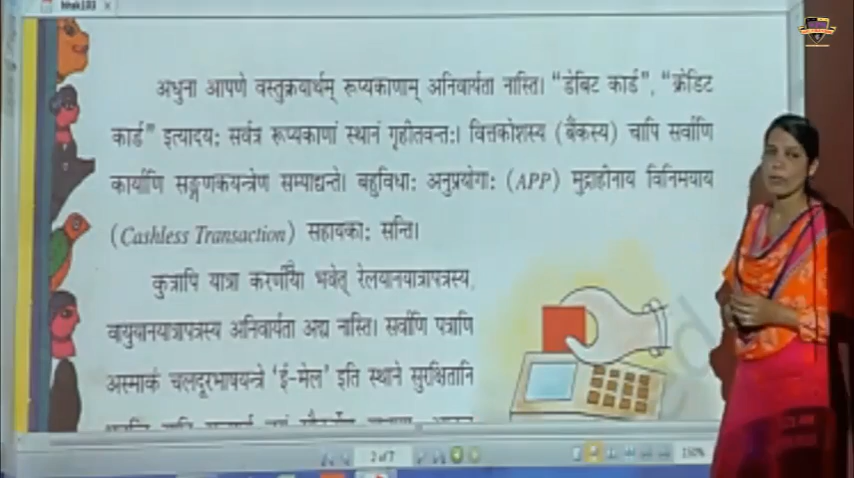 hhsk103
अधुना आपणे वस्तुक्रयार्थम् रूप्यकाणाम् अनिवार्यता नास्ति। “डेबिट कार्ड”, “क्रेडिट
कार्ड” इत्यादयः सर्वत्र रूप्यकाणां स्थानं गृहीतवन्तः। वित्तकोशस्य (बैंकस्य) चापि सर्वाणि
कार्याणि सङ्गणकयन्त्रेण सम्पाद्यन्ते। बहुविधाः अनुप्रयोगाः (APP) मुद्राहीनाय विनिमयाय
(Cashless Transaction) सहायकाः सन्ति।
कुत्रापि यात्रा करणीया भवेत् रेलयानयात्रापत्रस्य,
वायुयानयात्रापत्रस्य अनिवार्यता अद्य नास्ति। सर्वाणि पत्राणि
अस्माकं चलदूरभाषयन्त्रे ‘ई-मेल’ इति स्थाने सुरक्षितानि
2 of 7
150%